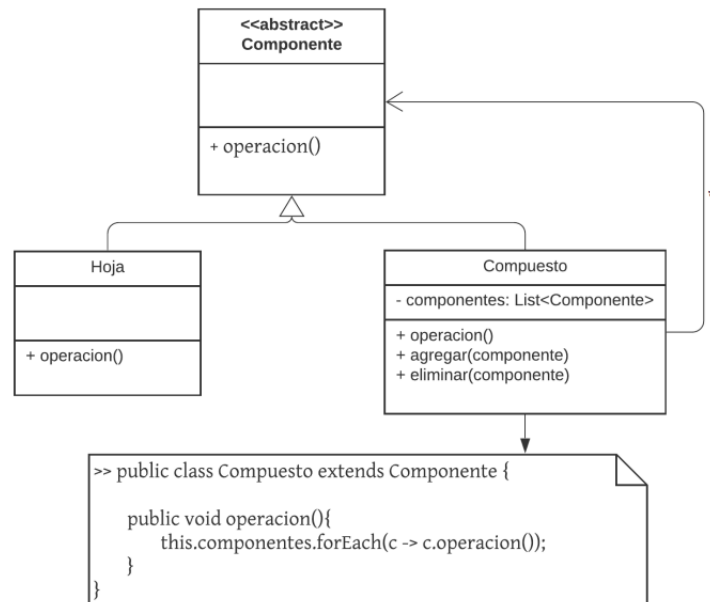 <<abstract>>
Componente
+ operacion()
Hoja
+ operacion()
Compuesto
- componentes: List<Componente>
+ operacion()
+ agregar(componente)
+ eliminar(componente)
>> public class Compuesto extends Componente {
public void operacion(){
this.componentes.forEach(c -> c.operacion());
}
}